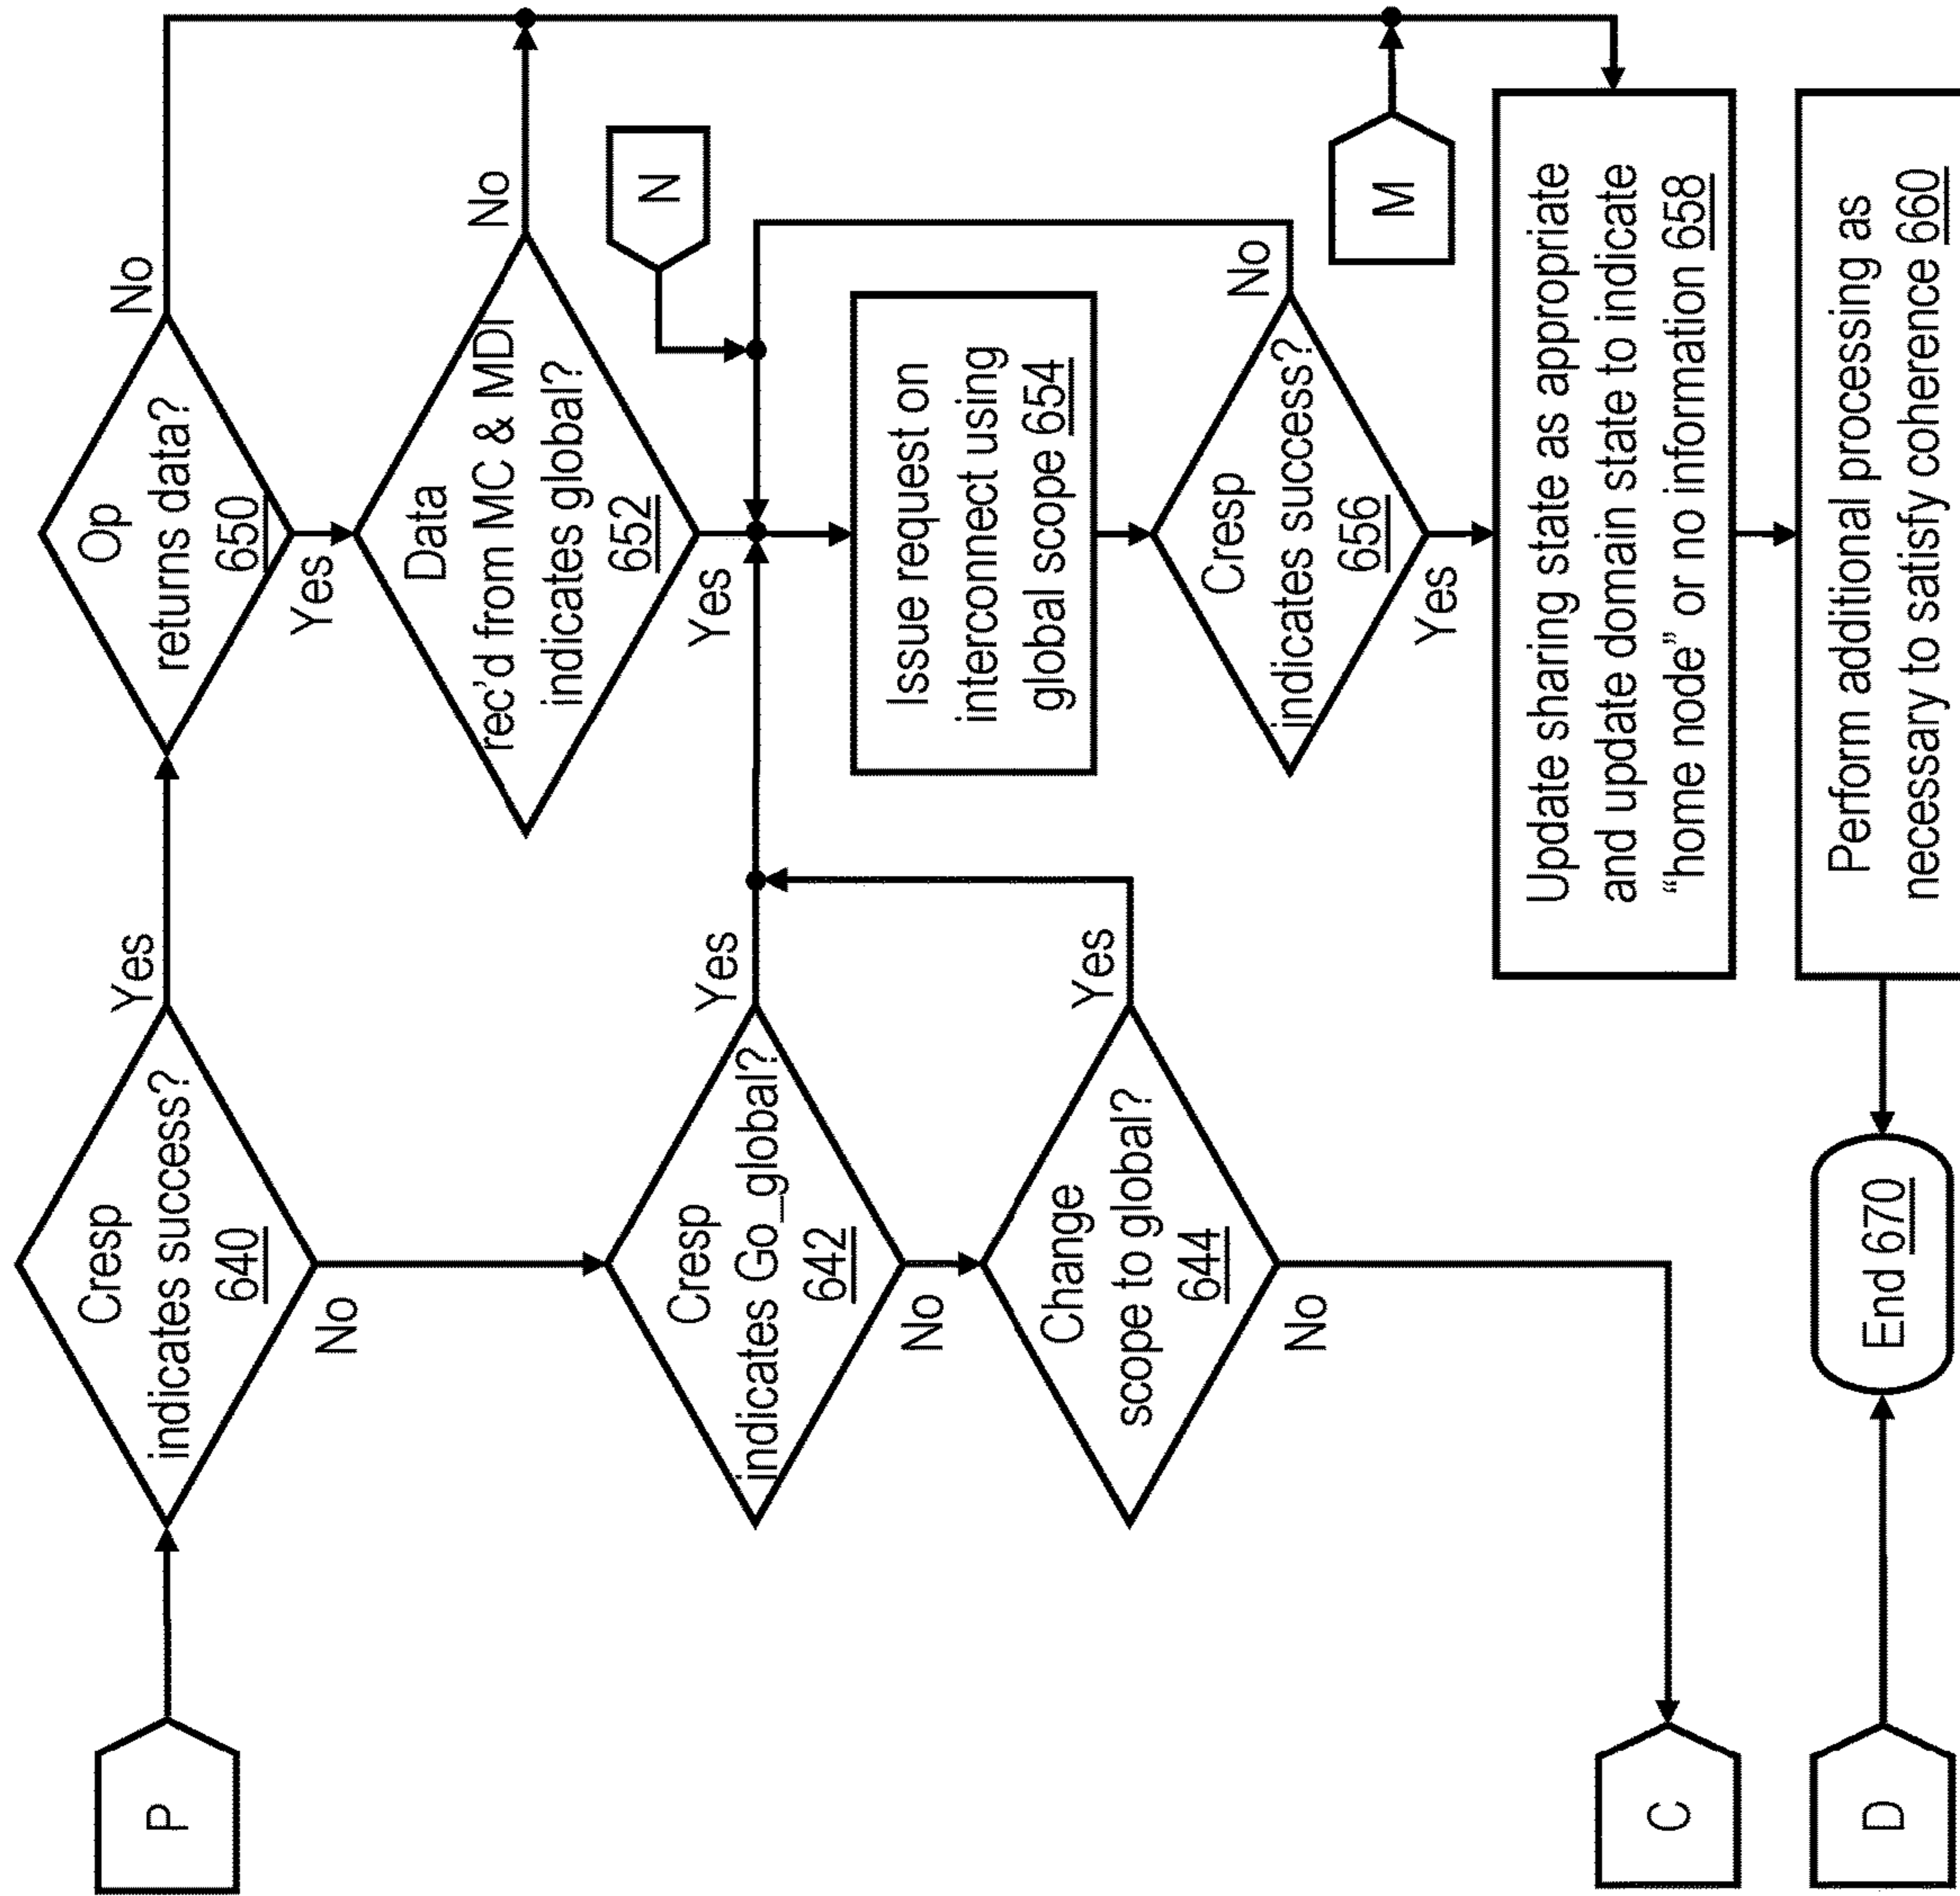 P
Cresp
indicates success?
640
Yes
No
Op
returns data?
650
No
Yes
Data
rec'd from MC & MDI
indicates global?
652
No
Yes
N
Cresp
indicates Go_global?
642
Yes
No
Change
scope to global?
644
Yes
No
Issue request on
interconnect using
global scope 654
Cresp
indicates success?
656
No
Yes
M
C
Update sharing state as appropriate
and update domain state to indicate
“home node” or no information 658
Perform additional processing as
necessary to satisfy coherence 660
D
End 670